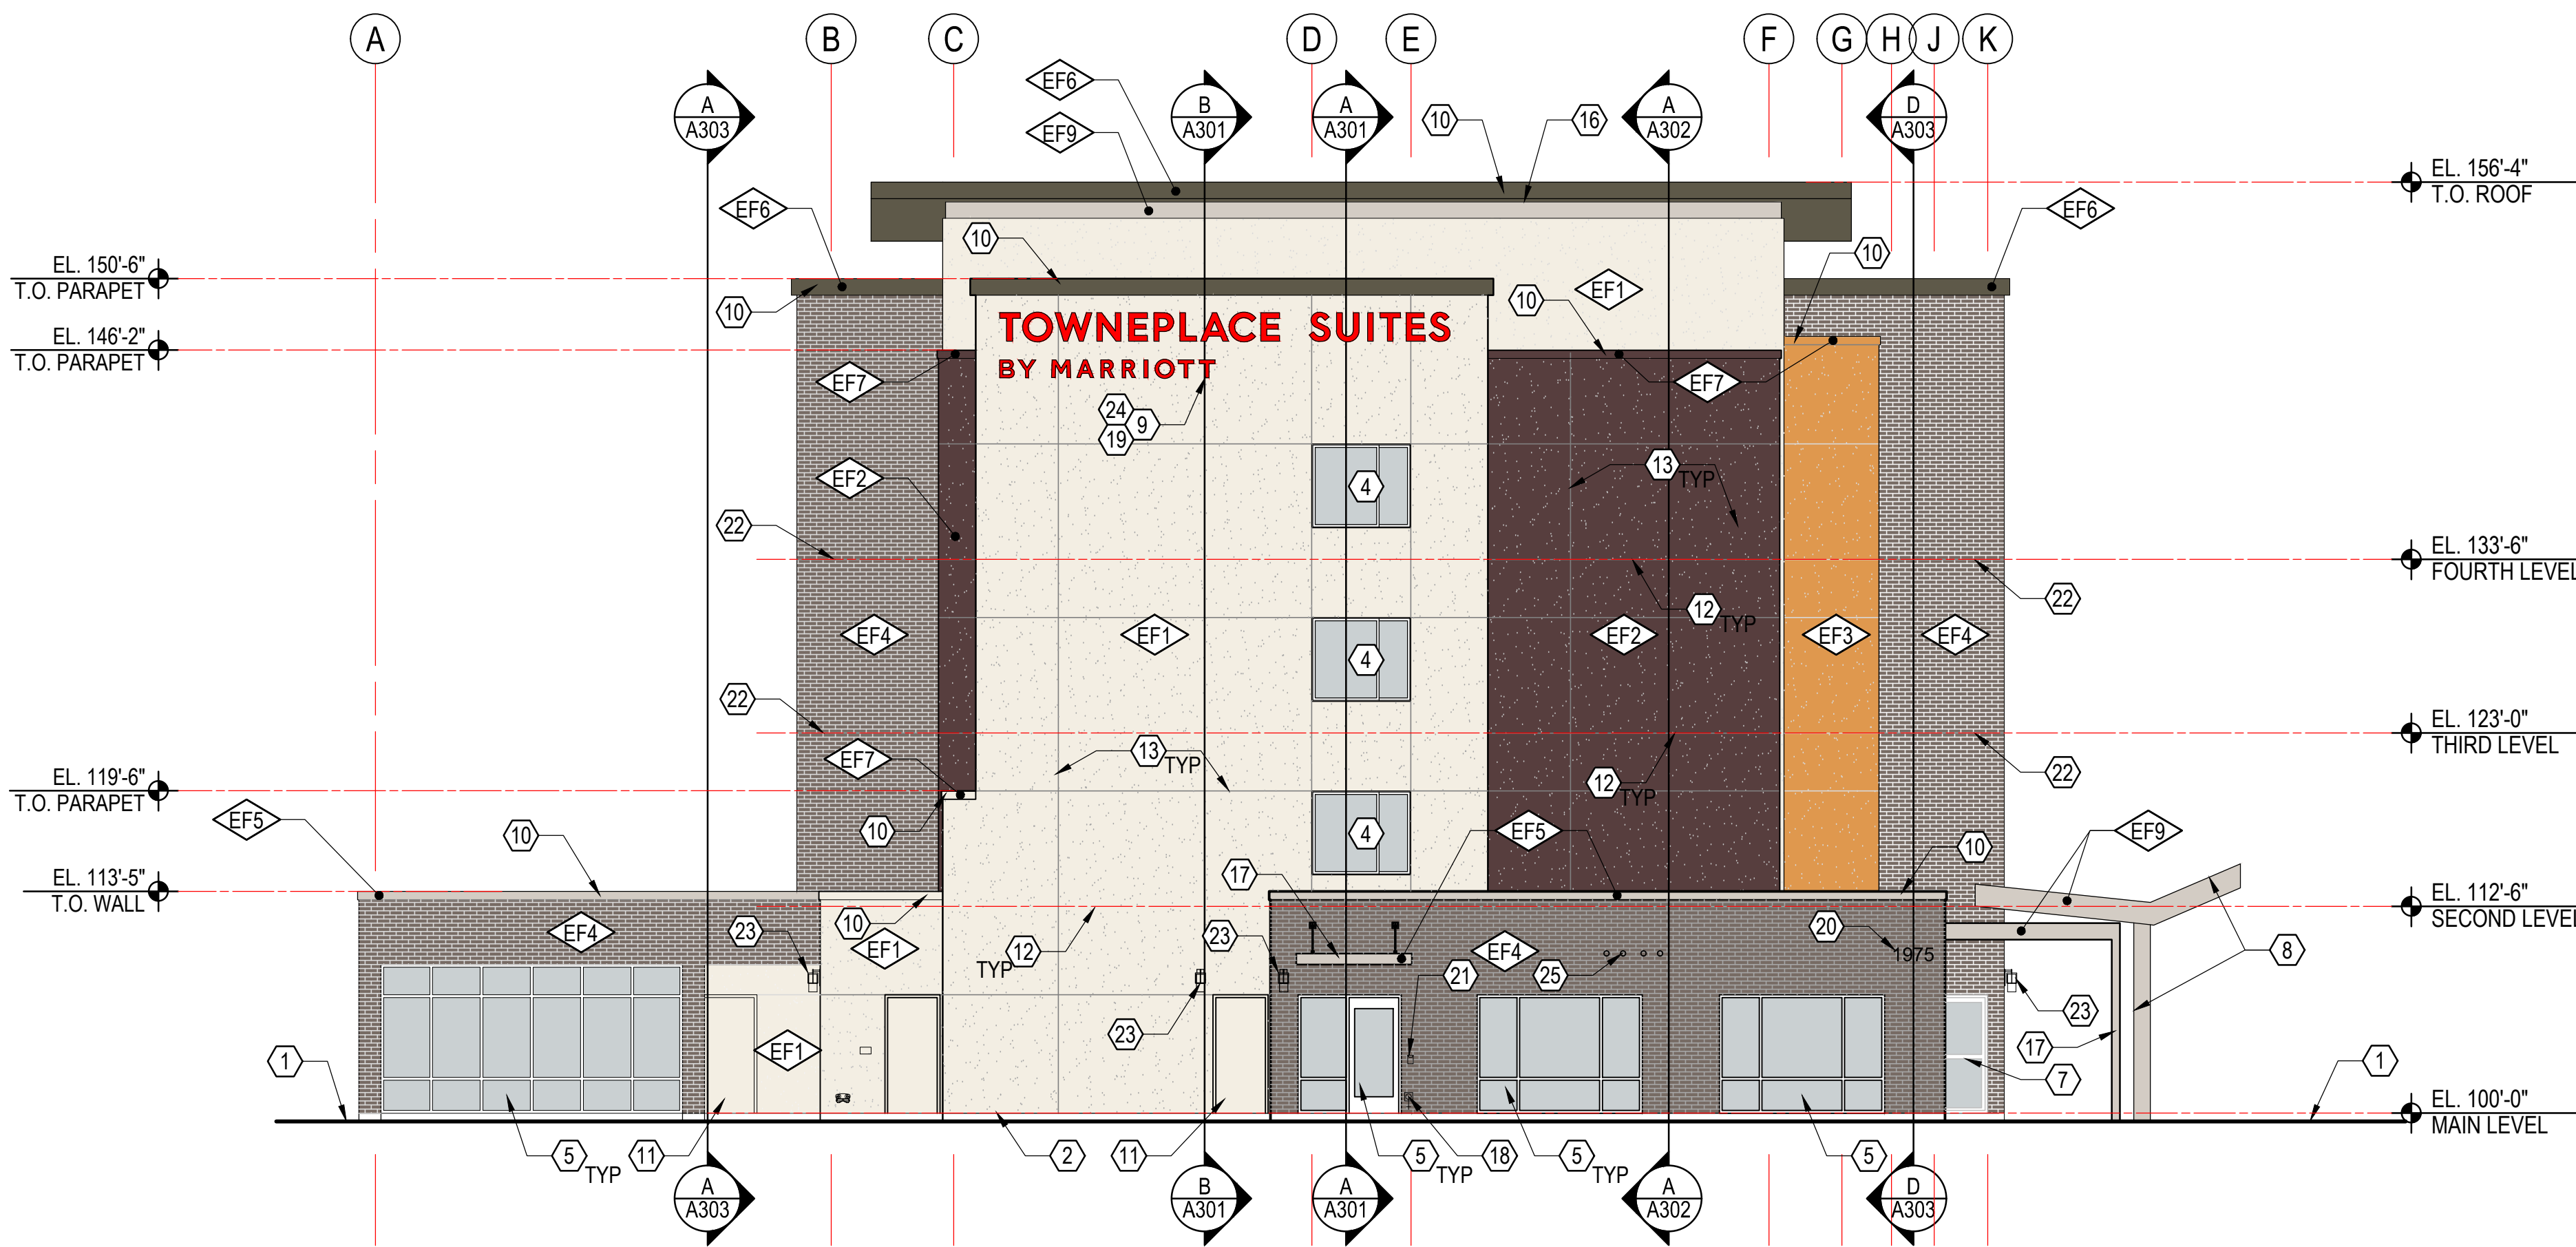 A B C D E F G H J K
EF6
A A303
B A301
A A301
A A302
D A303
EF9
10
16
EL. 156'-4"
T.O. ROOF
EF6
EF6
10
10
EL. 150'-6"
T.O. PARAPET
EF1
10
10
TOWNEPLACE SUITES
EL. 146'-2"
T.O. PARAPET
BY MARRIOTT
EF7
EF7
24
9
19
13
TYP
EF2
4
22
EL. 133'-6"
FOURTH LEVEL
22
12
TYP
EF4
EF1
EF2
EF3
EF4
4
22
EL. 123'-0"
THIRD LEVEL
EF7
13
TYP
22
EL. 119'-6"
T.O. PARAPET
12
TYP
EF5
10
10
4
EF5
EF9
10
17
EL. 113'-5"
T.O. WALL
EL. 112'-6"
SECOND LEVEL
EF4
23
10
EF1
12
TYP
23
EF4
20
1975
8
21
25
23
23
17
1
EF1
1
7
EL. 100'-0"
MAIN LEVEL
5
TYP
11
2
11
5
TYP
18
5
TYP
5
A A303
B A301
A A301
A A302
D A303